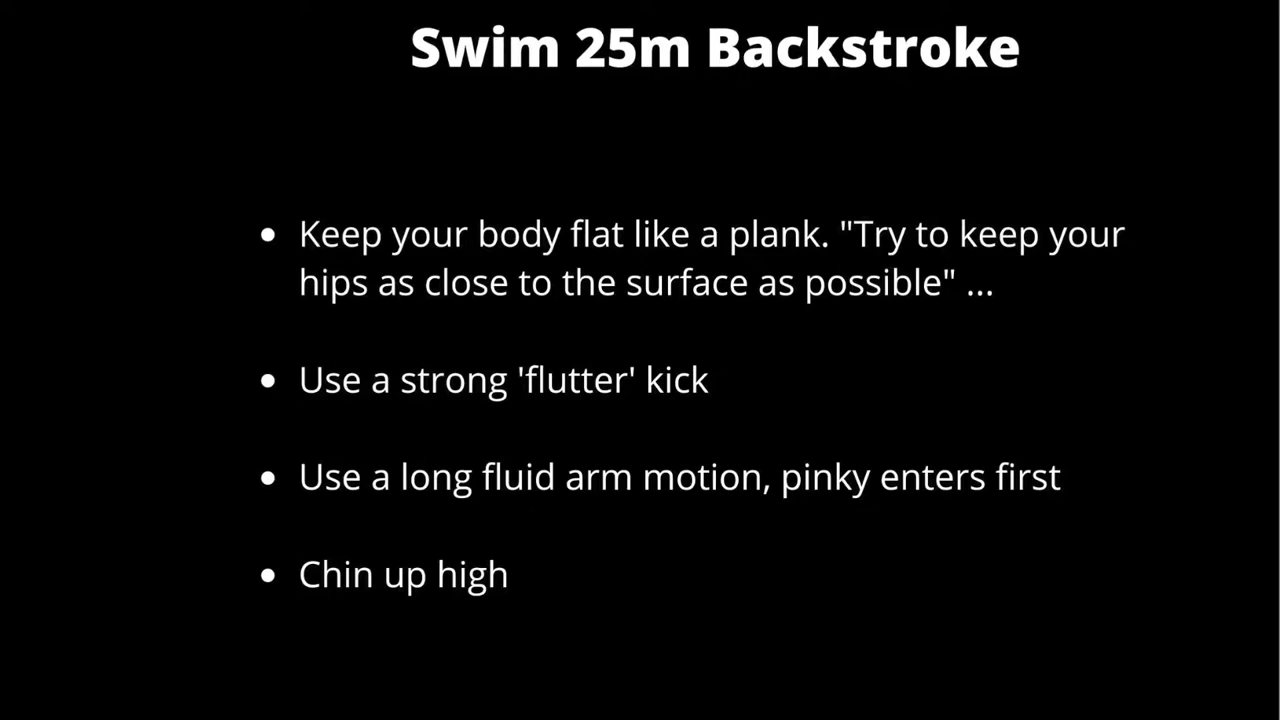 Swim 25m Backstroke
• Keep your body flat like a plank. "Try to keep your
hips as close to the surface as possible" ...
• Use a strong 'flutter' kick
• Use a long fluid arm motion, pinky enters first
• Chin up high